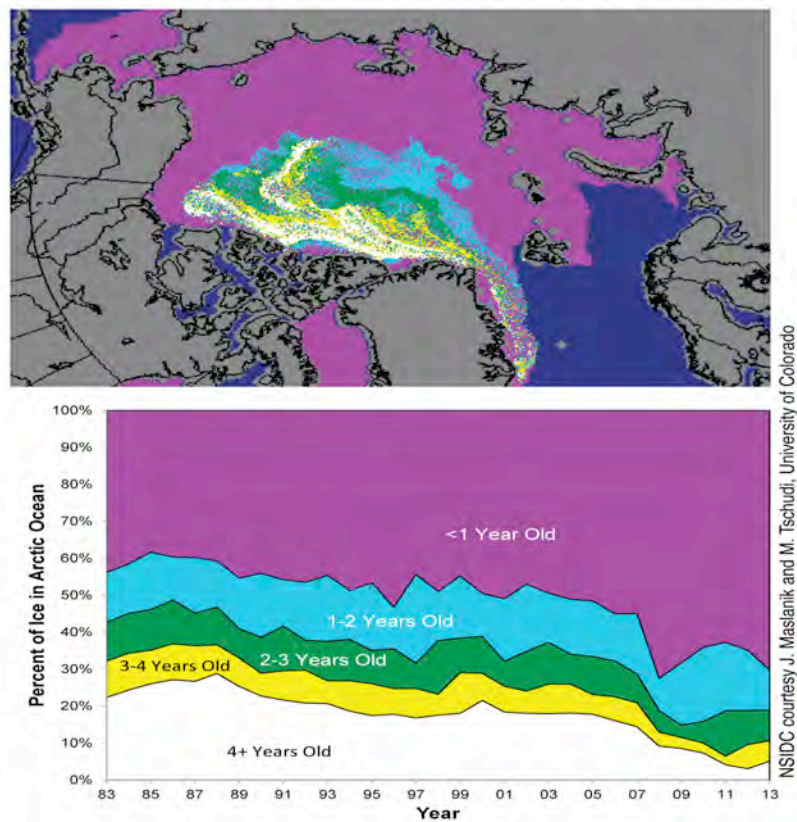 100%
90%
80%
70%
60%
50%
40%
30%
20%
10%
0%
Percent of Ice in Arctic Ocean
<1 Year Old
1-2 Years Old
2-3 Years Old
3-4 Years Old
4+ Years Old
83 85 87 89 91 93 95 97 99 01 03 05 07 09 11 13
Year
NSIDC courtesy J. Maslanik and M. Tschudi, University of Colorado